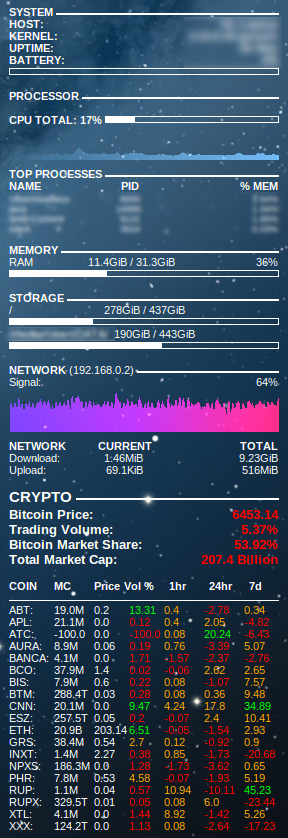 SYSTEM
HOST:
KERNEL:
UPTIME:
BATTERY:
PROCESSOR
CPU TOTAL: 17%
TOP PROCESSES
NAME PID % MEM
MEMORY
RAM 11.4GiB / 31.3GiB 36%
STORAGE
/ 278GiB / 437GiB
190GiB / 443GiB
NETWORK (192.168.0.2)
Signal: 64%
NETWORK CURRENT TOTAL
Download: 1:46MiB 9.23GiB
Upload: 69.1KiB 516MiB
CRYPTO
Bitcoin Price: 6453.14
Trading Volume: 5.37%
Bitcoin Market Share: 53.92%
Total Market Cap: 207.4 Billion
COIN MC Price Vol % 1hr 24hr 7d
ABT: 19.0M 0.2 13.31 0.4 -2.78 0.34
APL: 21.1M 0.0 0.12 0.4 2.05 -4.82
ATC: -100.0 0.0 -100.0 0.08 20.24 -6.43
AURA: 8.9M 0.06 0.19 0.76 -3.39 5.07
BANCA: 4.1M 0.0 1.71 -1.57 -2.37 -2.76
BCO: 37.9M 1.4 0.02 -1.06 2.02 2.65
BIS: 7.9M 0.6 0.22 0.08 -1.07 7.57
BTM: 288.4T 0.03 0.28 0.08 0.36 9.48
CNN: 20.1M 0.0 9.47 4.24 17.8 34.89
ESZ: 257.5T 0.05 0.2 -0.07 2.4 10.41
ETH: 20.9B 203.14 6.51 -0.05 -1.54 2.93
GRS: 38.4M 0.54 2.7 0.12 -0.92 0.9
INXT: 1.4M 2.27 0.38 0.85 -1.73 -20.68
NPXS: 186.3M 0.0 1.28 -1.73 -3.62 0.65
PHR: 7.8M 0.53 4.58 -0.07 -1.93 5.19
RUP: 1.1M 0.04 0.57 10.94 -10.11 45.23
RUPX: 329.5T 0.01 0.05 0.08 6.0 -23.44
XTL: 4.1M 0.0 1.44 8.92 -1.42 5.26
XXX: 124.2T 0.0 1.13 0.08 -2.64 -17.23